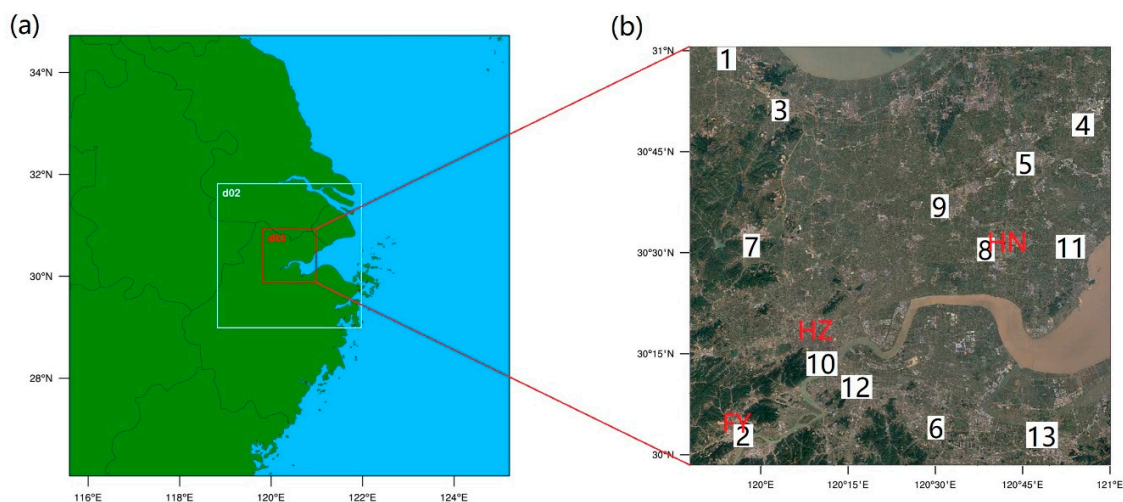 (a)
34°N
32°N
30°N
28°N
116°E
118°E
120°E
122°E
124°E
d02
d03
(b)
31°N
30°45'N
30°30'N
30°15'N
30°N
120°E
120°15'E
120°30'E
120°45'E
121°E
1
3
4
5
9
7
8
HN
11
HZ
10
12
FY
2
6
13